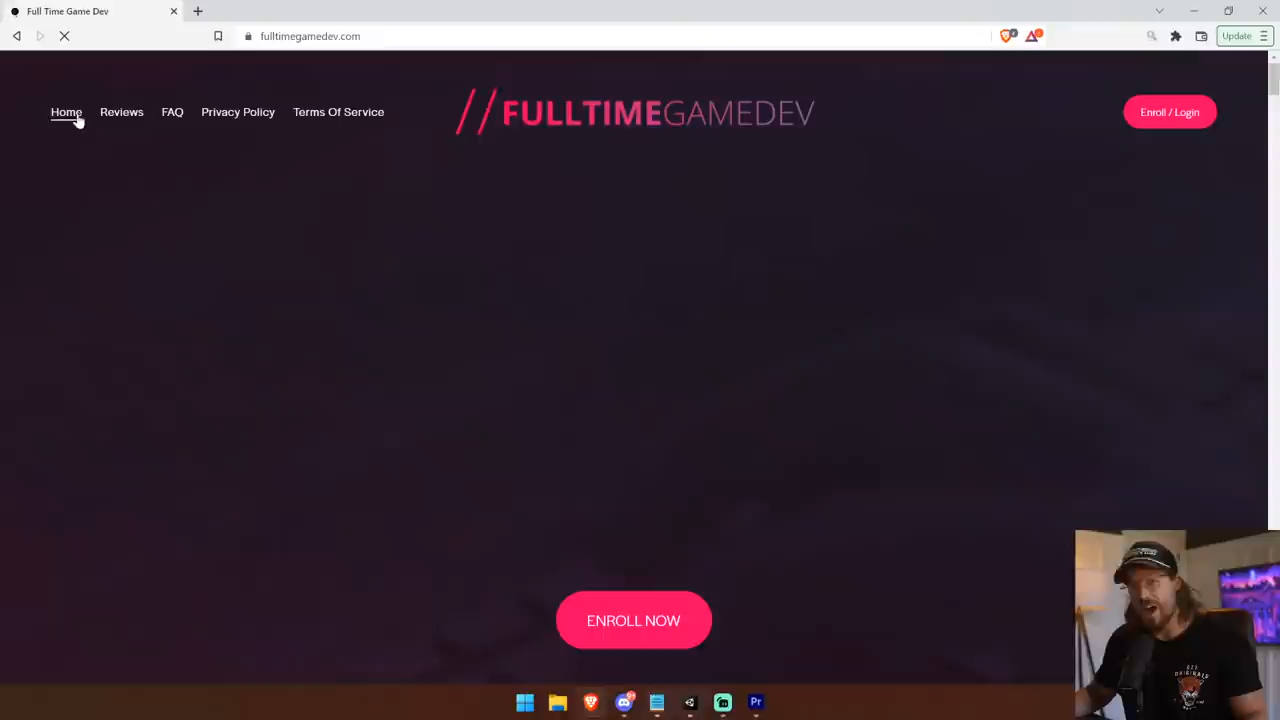 Full Time Game Dev
fulltimegamedev.com
Update
Home
Reviews
FAQ
Privacy Policy
Terms Of Service
//FULLTIMEGAMEDEV
Enroll / Login
ENROLL NOW
Pr